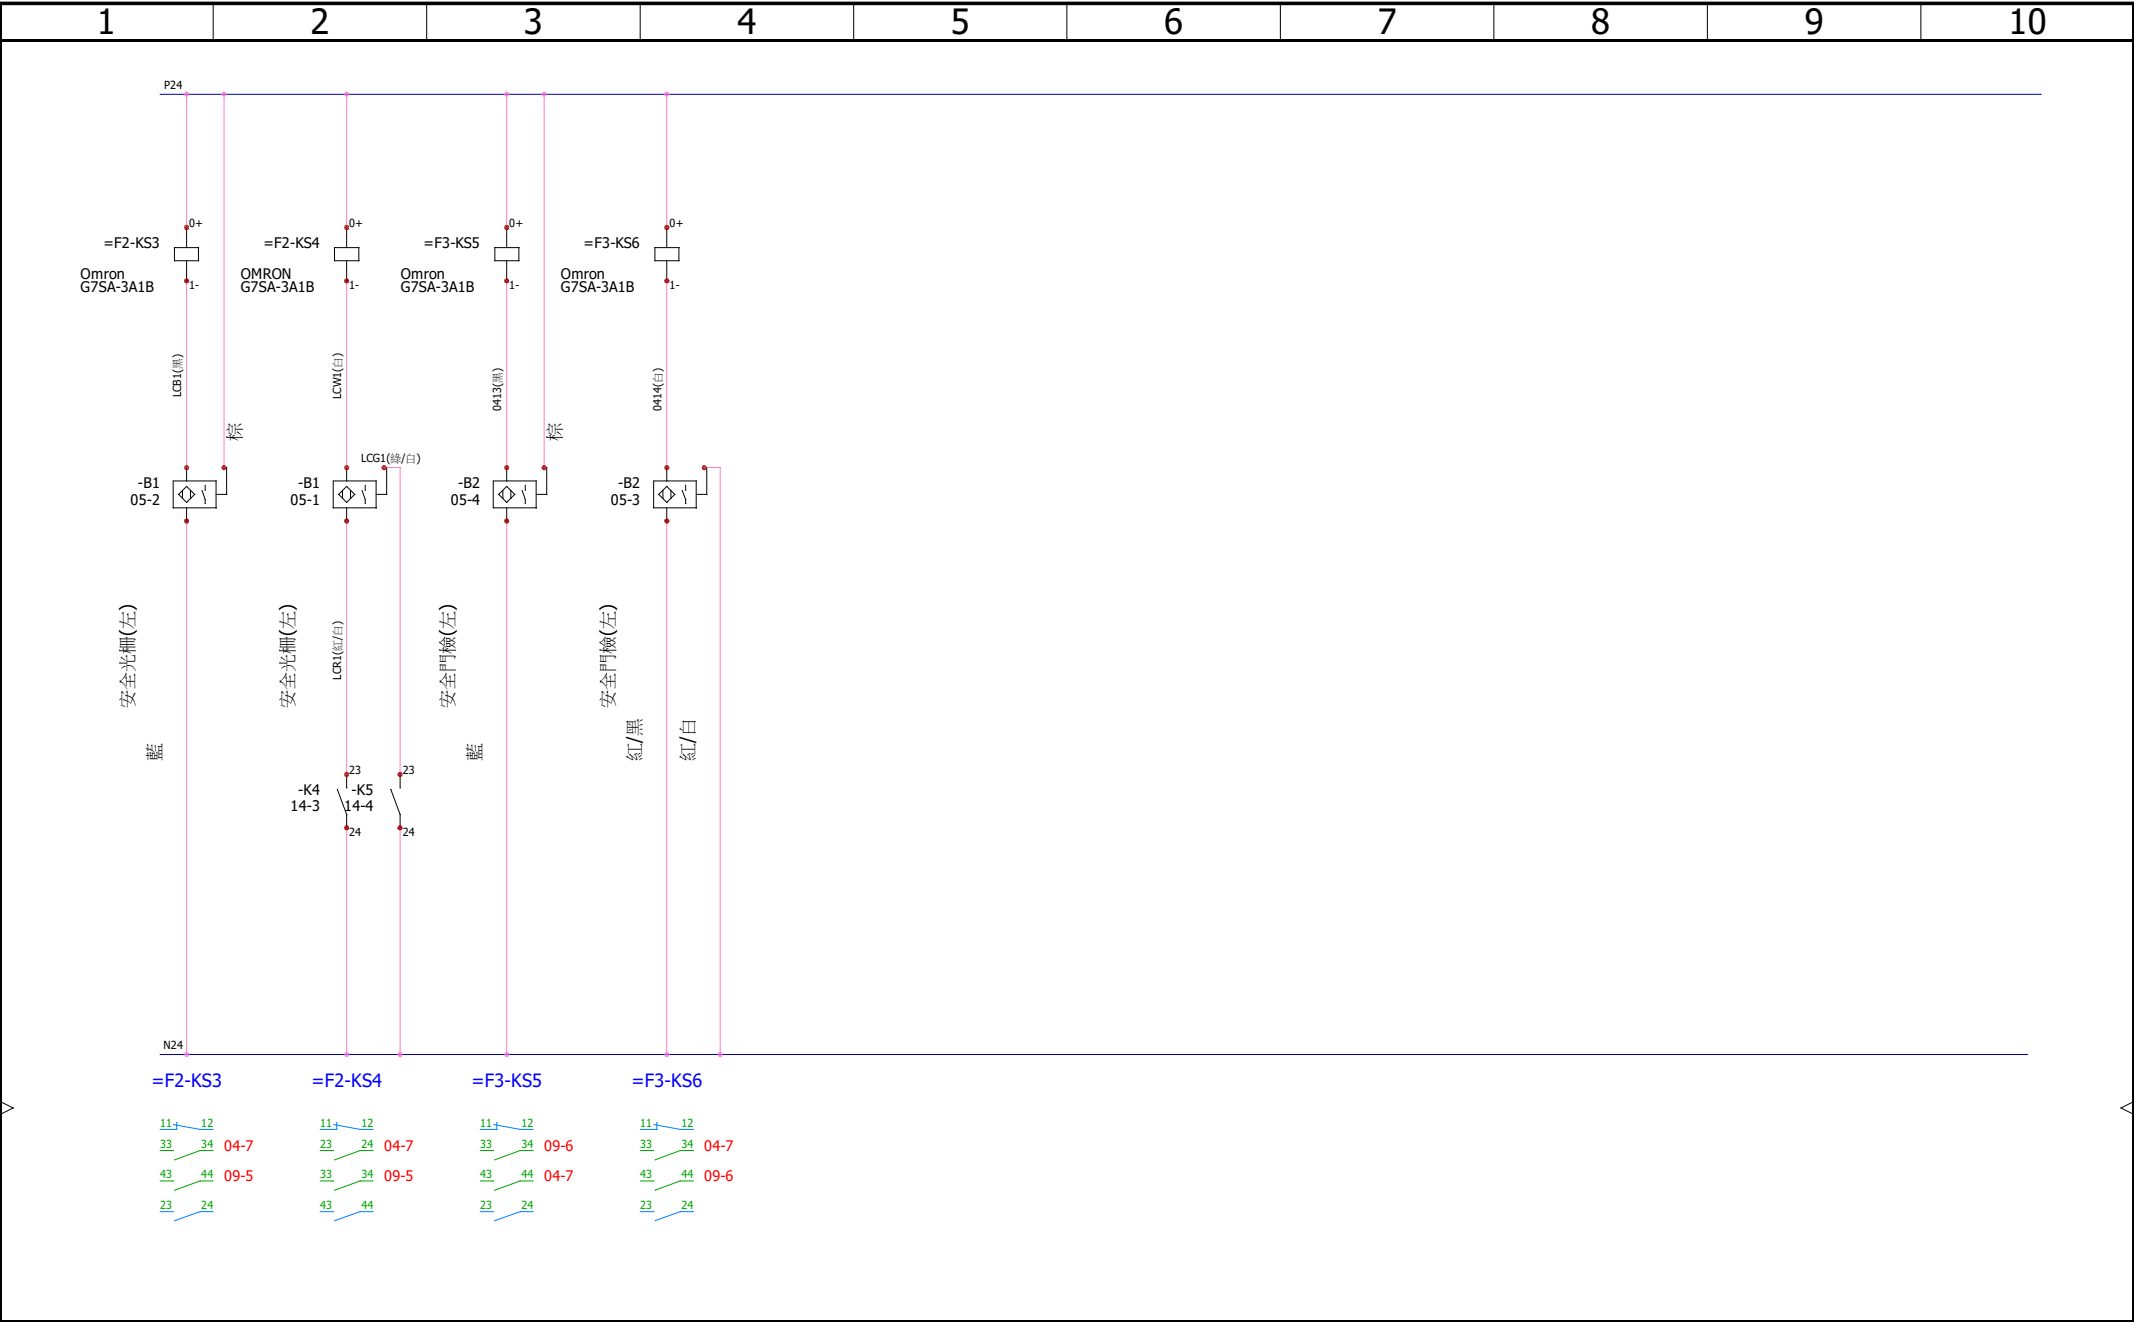 1 2 3 4 5 6 7 8 9 10
P24
0+ 0+ 0+ 0+
=F2-KS3 =F2-KS4 =F3-KS5 =F3-KS6
Omron OMRON Omron Omron
G7SA-3A1B G7SA-3A1B G7SA-3A1B G7SA-3A1B
1- 1- 1- 1-
LCB1(黑) LCW1(白) 0413(黑) 0414(白)
棕 棕
LCG1(綠/白)
-B1 -B1 -B2 -B2
05-2 05-1 05-4 05-3
安全光柵(左) 安全光柵(左) 安全門檢(左) 安全門檢(左)
LCR1(紅/白)
藍 藍 紅/黑 紅/白
23 23
-K4 -K5
14-3 14-4
24 24
N24
=F2-KS3 =F2-KS4 =F3-KS5 =F3-KS6
11 12 11 12 11 12 11 12
33 34 04-7 23 24 04-7 33 34 09-6 33 34 04-7
43 44 09-5 33 34 09-5 43 44 04-7 43 44 09-6
23 24 43 44 23 24 23 24